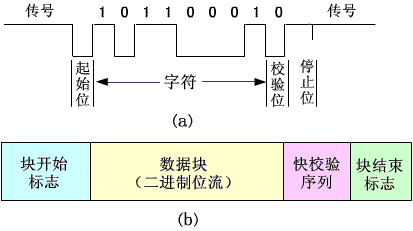 传号 1 0 1 1 0 0 0 1 0 传号
起始位
字符
校验位
停止位
(a)
块开始
标志
数据块
(二进制位流)
快校验
序列
块结束
标志
(b)